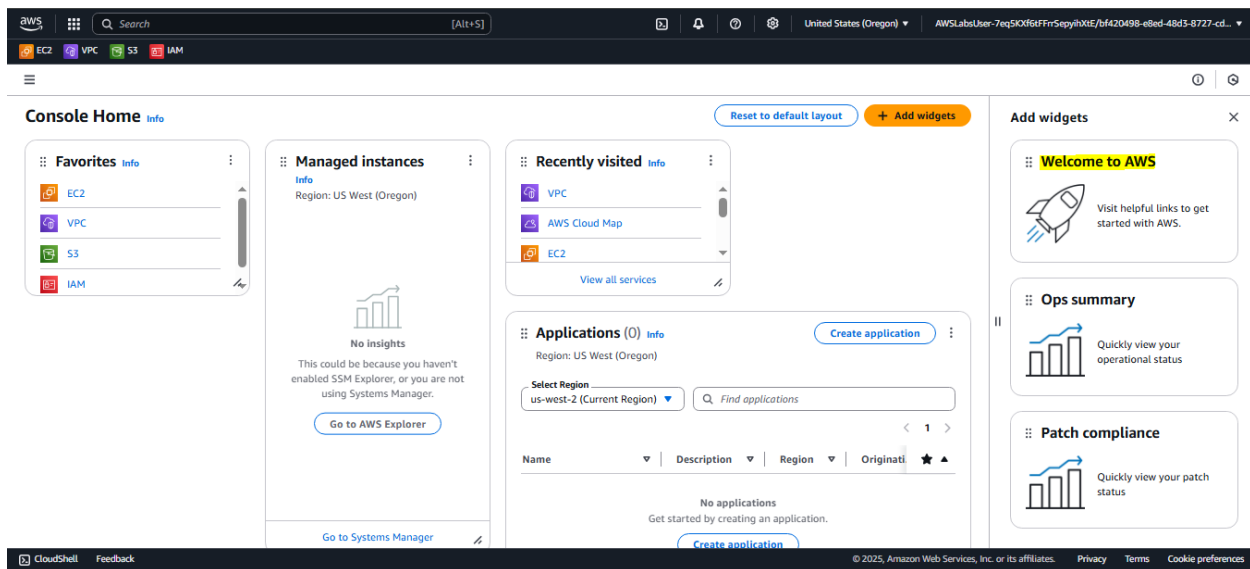 aws
Search
[Alt+S]
United States (Oregon)
AWSLabsUser-7eq5KXf6tFFrrSepyihXtE/bf420498-e8ed-48d3-8727-cd...
EC2 VPC S3 IAM
Console Home Info
Reset to default layout
+ Add widgets
Favorites Info
EC2
VPC
S3
IAM
Managed instances
Info
Region: US West (Oregon)
No insights
This could be because you haven't
enabled SSM Explorer, or you are not
using Systems Manager.
Go to AWS Explorer
Go to Systems Manager
Recently visited Info
VPC
AWS Cloud Map
EC2
View all services
Applications (0) Info
Create application
Region: US West (Oregon)
Select Region
us-west-2 (Current Region)
Find applications
1
Name Description Region Originati
No applications
Get started by creating an application.
Create application
Add widgets
Welcome to AWS
Visit helpful links to get
started with AWS.
Ops summary
Quickly view your
operational status
Patch compliance
Quickly view your patch
status
CloudShell Feedback
© 2025, Amazon Web Services, Inc. or its affiliates. Privacy Terms Cookie preferences